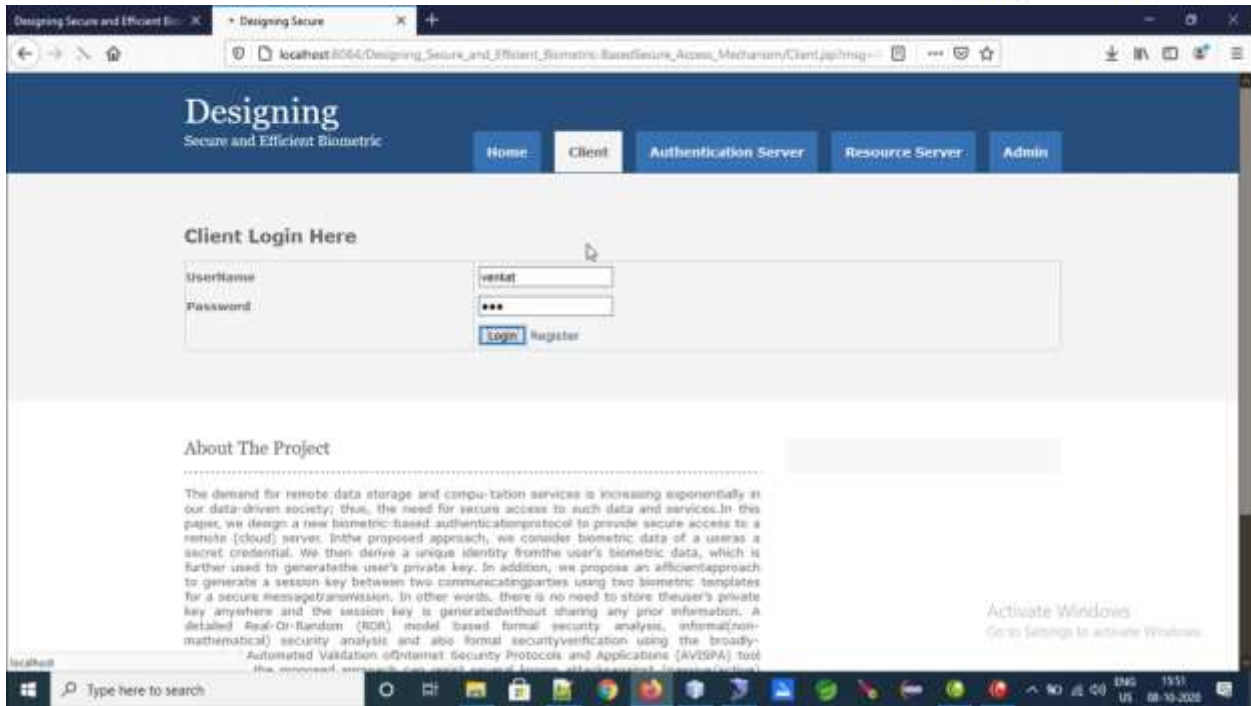 Designing Secure and Efficient Bio
Designing Secure
localhost:8084/Designing_Secure_and_Efficient_Biometric-BasedSecure_Access_Mechanism/Client.jsp?msg=
Designing
Secure and Efficient Biometric
Home Client Authentication Server Resource Server Admin
Client Login Here
UserName venkat
Password
Login Register
About The Project
The demand for remote data storage and compu-tation services is increasing exponentially in
our data-driven society; thus, the need for secure access to such data and services.In this
paper, we design a new biometric-based authenticationprotocol to provide secure access to a
remote (cloud) server. Inthe proposed approach, we consider biometric data of a useras a
secret credential. We then derive a unique identity fromthe user's biometric data, which is
further used to generatethe user's private key. In addition, we propose an efficientapproach
to generate a session key between two communicatingparties using two biometric templates
for a secure messagetransmission. In other words, there is no need to store theuser's private
key anywhere and the session key is generatedwithout sharing any prior information. A
detailed Real-Or-Random (ROR) model based formal security analysis, informal(non-
mathematical) security analysis and also formal securityverification using the broadly-
Automated Validation ofInternet Security Protocols and Applications (AVISPA) tool
the proposed approach can resist several known attacks
Activate Windows
Go to Settings to activate Windows.
localhost
Type here to search
ENG 15:51
US 08-10-2020